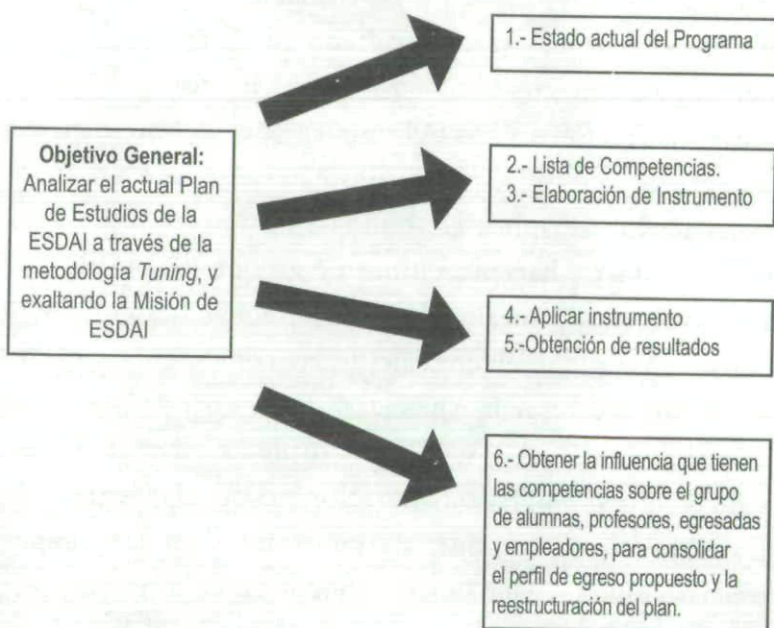 Objetivo General:
Analizar el actual Plan
de Estudios de la
ESDAI a través de la
metodología Tuning, y
exaltando la Misión de
ESDAI
1.- Estado actual del Programa
2.- Lista de Competencias.
3.- Elaboración de Instrumento
4.- Aplicar instrumento
5.-Obtención de resultados
6.- Obtener la influencia que tienen
las competencias sobre el grupo
de alumnas, profesores, egresadas
y empleadores, para consolidar
el perfil de egreso propuesto y la
reestructuración del plan.